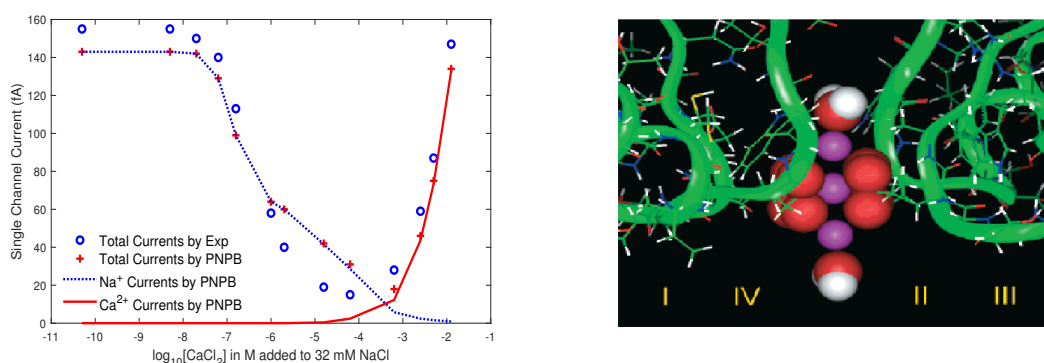 160
140
120
100
80
60
40
20
0
Single Channel Current (fA)
Total Currents by Exp
Total Currents by PNPB
Na⁺ Currents by PNPB
Ca²⁺ Currents by PNPB
-11 -10 -9 -8 -7 -6 -5 -4 -3 -2 -1
log₁₀[CaCl₂] in M added to 32 mM NaCl
I IV II III